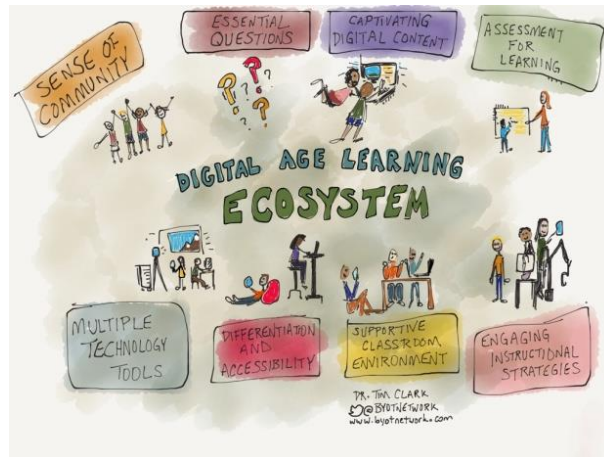 SENSE OF
COMMUNITY
ESSENTIAL
QUESTIONS
CAPTIVATING
DIGITAL CONTENT
ASSESSMENT
FOR
LEARNING
? ? ?
? ? ?
DIGITAL AGE LEARNING
ECOSYSTEM
MULTIPLE
TECHNOLOGY
TOOLS
DIFFERENTIATION
AND
ACCESSIBILITY
SUPPORTIVE
CLASSROOM
ENVIRONMENT
ENGAGING
INSTRUCTIONAL
STRATEGIES
DR. TIM CLARK
@BYOTNETWORK
www.byotnetwork.com